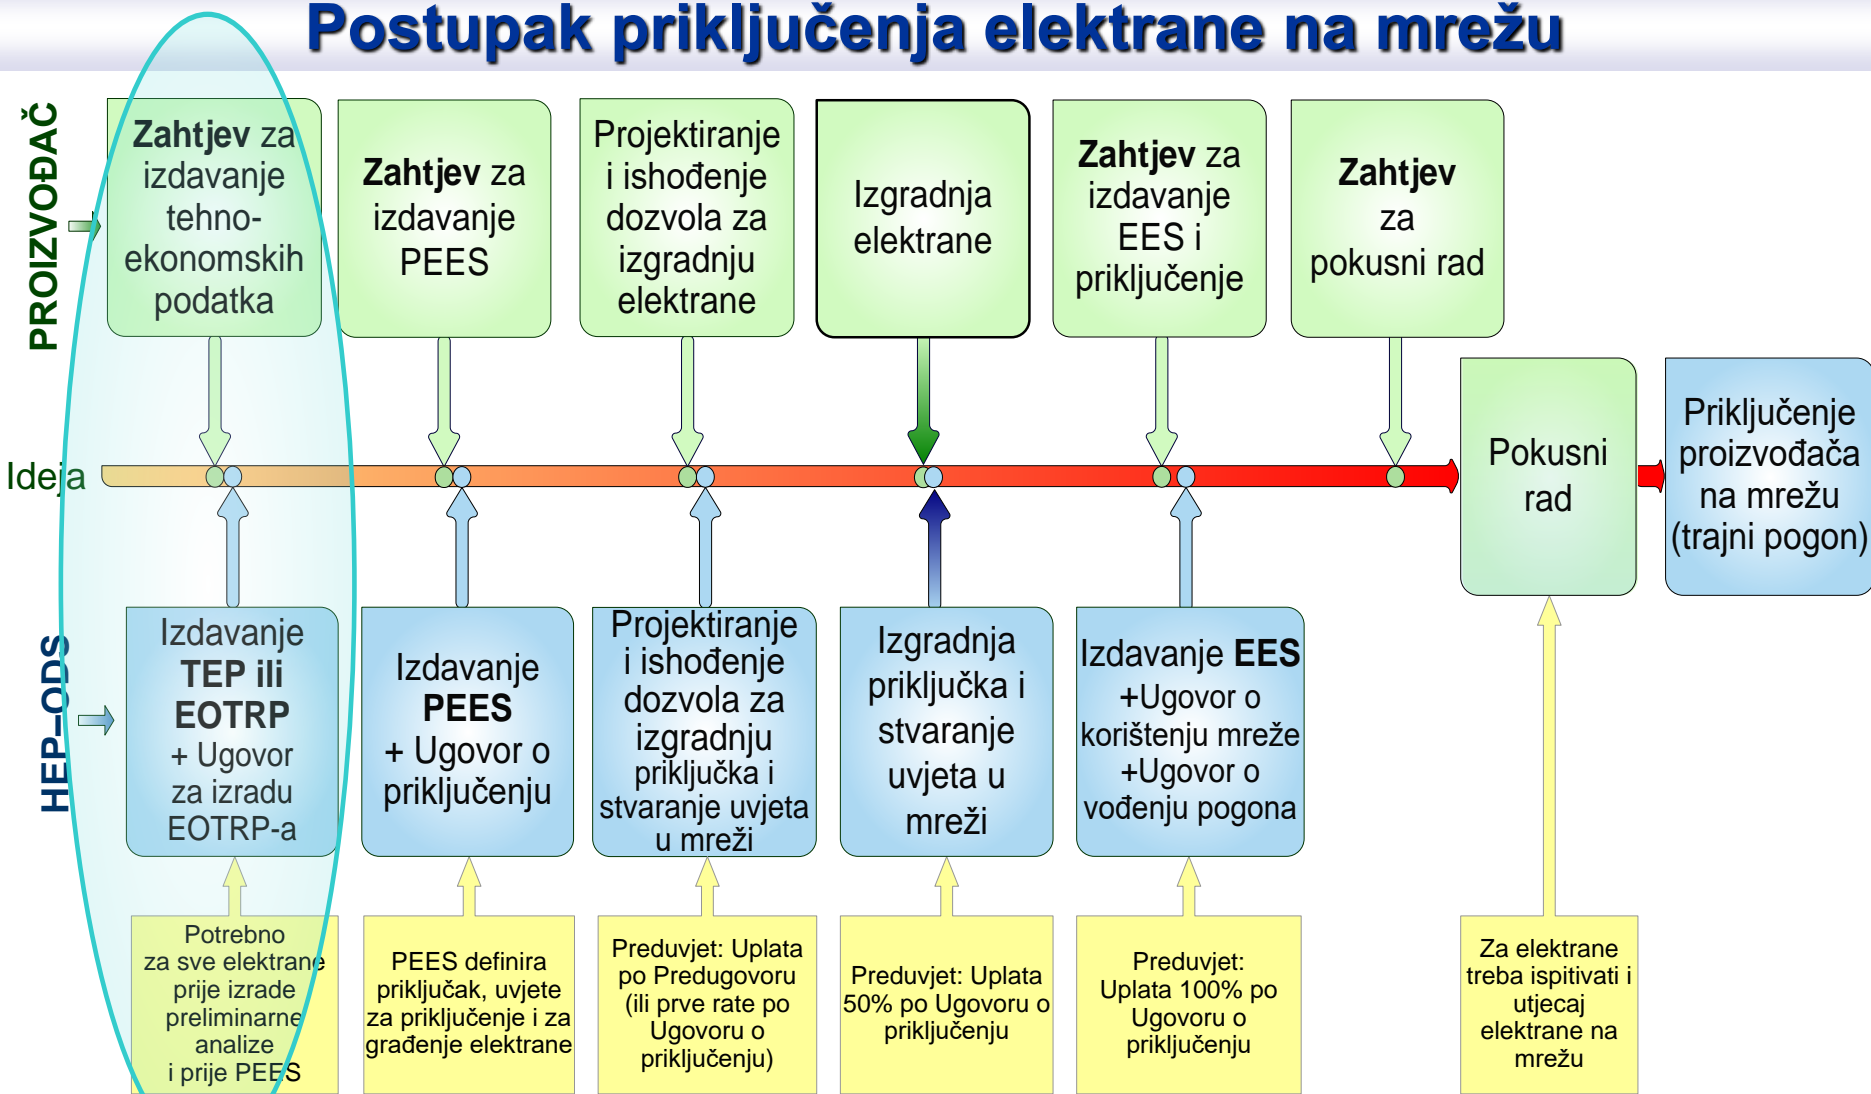 Postupak priključenja elektrane na mrežu
PROIZVOĐAČ
Zahtjev za
izdavanje
tehno-
ekonomskih
podatka
Zahtjev za
izdavanje
PEES
Projektiranje
i ishođenje
dozvola za
izgradnju
elektrane
Izgradnja
elektrane
Zahtjev za
izdavanje
EES i
priključenje
Zahtjev
za
pokusni rad
Ideja
Pokusni
rad
Priključenje
proizvođača
na mrežu
(trajni pogon)
HEP–ODS
Izdavanje
TEP ili
EOTRP
+ Ugovor
za izradu
EOTRP-a
Izdavanje
PEES
+ Ugovor o
priključenju
Projektiranje
i ishođenje
dozvola za
izgradnju
priključka i
stvaranje uvjeta
u mreži
Izgradnja
priključka i
stvaranje
uvjeta u
mreži
Izdavanje EES
+Ugovor o
korištenju mreže
+Ugovor o
vođenju pogona
Potrebno
za sve elektrane
prije izrade
preliminarne
analize
i prije PEES
PEES definira
priključak, uvjete
za priključenje i za
građenje elektrane
Preduvjet: Uplata
po Predugovoru
(ili prve rate po
Ugovoru o
priključenju)
Preduvjet: Uplata
50% po Ugovoru o
priključenju
Preduvjet:
Uplata 100% po
Ugovoru o
priključenju
Za elektrane
treba ispitivati i
utjecaj
elektrane na
mrežu